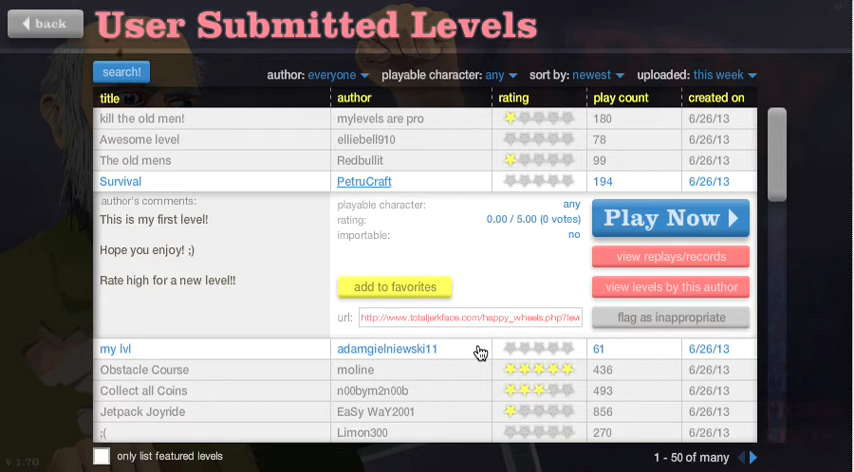 back
User Submitted Levels
search!
author: everyone playable character: any sort by: newest uploaded: this week
title author rating play count created on
kill the old men! mylevels are pro 180 6/26/13
Awesome level elliebell910 78 6/26/13
The old mens Redbullit 99 6/26/13
Survival PetruCraft 194 6/26/13
author's comments:
This is my first level!
Hope you enjoy! ;)
Rate high for a new level!!
playable character: any
rating: 0.00 / 5.00 (0 votes)
importable: no
add to favorites
url: http://www.totaljerkface.com/happy_wheels.php?leve
Play Now
view replays/records
view levels by this author
flag as inappropriate
my lvl adamgielniewski11 61 6/26/13
Obstacle Course moline 436 6/26/13
Collect all Coins n00bym2n00b 493 6/26/13
Jetpack Joyride EaSy WaY2001 856 6/26/13
;( Limon300 270 6/26/13
v 1.70
only list featured levels
1 - 50 of many